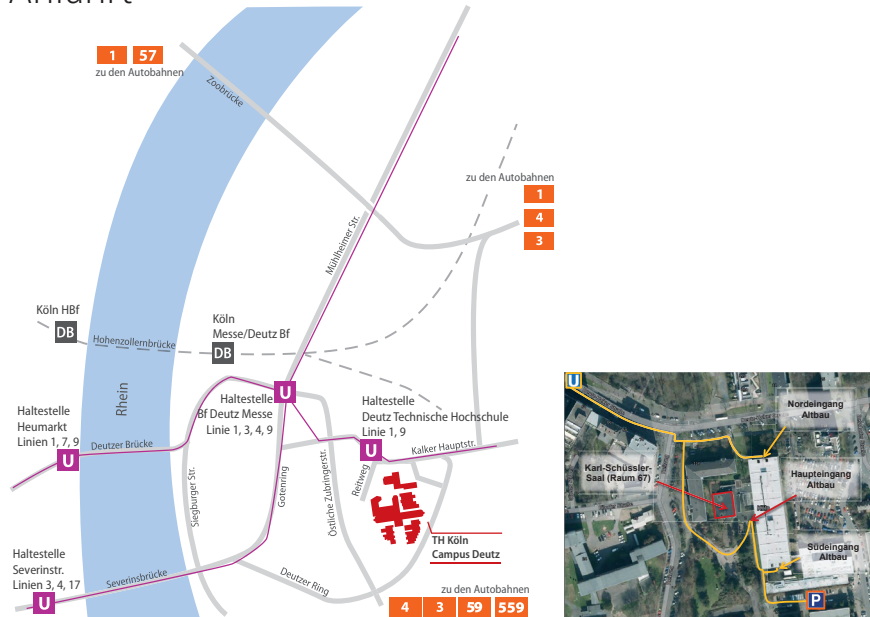 Anfahrt
1 57
zu den Autobahnen
Zoobrücke
zu den Autobahnen
1
4
3
Mühlheimer Str.
Köln HBf
DB
Hohenzollernbrücke
Köln
Messe/Deutz Bf
DB
Rhein
U
Haltestelle
Bf Deutz Messe
Linie 1, 3, 4, 9
Haltestelle
Deutz Technische Hochschule
Linie 1, 9
U
Haltestelle
Heumarkt
Linien 1, 7, 9
U
Deutzer Brücke
Kalker Hauptstr.
Reitweg
Siegburger Str.
Gotenring
Östliche Zubringerstr.
TH Köln
Campus Deutz
Haltestelle
Severinstr.
Linien 3, 4, 17
U
Severinsbrücke
Deutzer Ring
zu den Autobahnen
4 3 59 559
U
Nordeingang
Altbau
Karl-Schüssler-
Saal (Raum 67)
Haupteingang
Altbau
Südeingang
Altbau
P